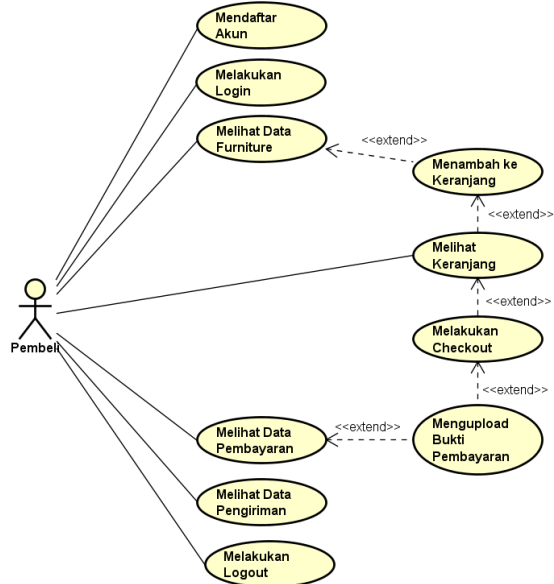 Mendaftar
Akun
Melakukan
Login
Melihat Data
Furniture
<<extend>>
Menambah ke
Keranjang
<<extend>>
Melihat
Keranjang
<<extend>>
Melakukan
Checkout
Pembeli
<<extend>>
Melihat Data
Pembayaran
<<extend>>
Mengupload
Bukti
Pembayaran
Melihat Data
Pengiriman
Melakukan
Logout